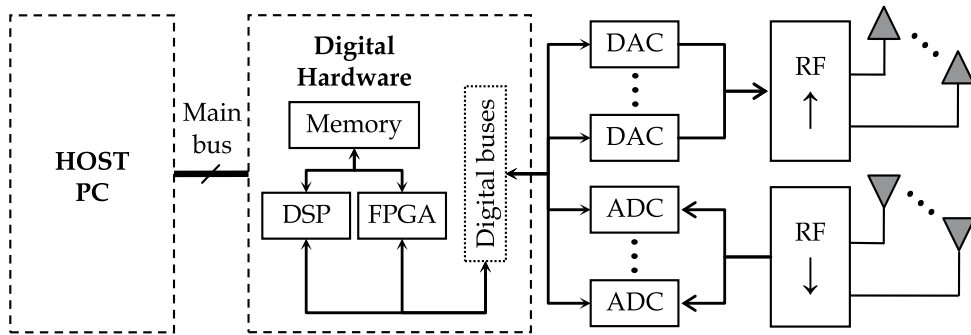 HOST
PC
Main
bus
Digital
Hardware
Memory
DSP
FPGA
Digital buses
DAC
DAC
ADC
ADC
RF
RF